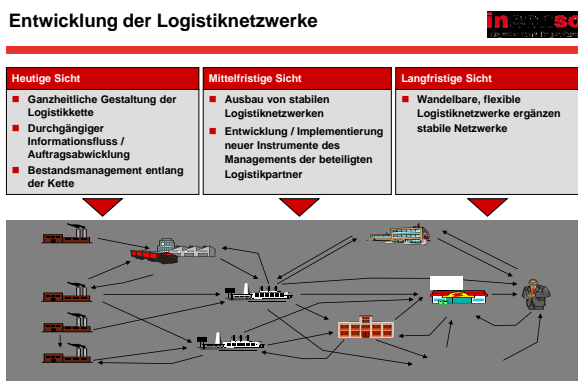 Entwicklung der Logistiknetzwerke
Heutige Sicht
Ganzheitliche Gestaltung der
Logistikkette
Durchgängiger
Informationsfluss /
Auftragsabwicklung
Bestandsmanagement entlang
der Kette
Mittelfristige Sicht
Ausbau von stabilen
Logistiknetzwerken
Entwicklung / Implementierung
neuer Instrumente des
Managements der beteiligten
Logistikpartner
Langfristige Sicht
Wandelbare, flexible
Logistiknetzwerke ergänzen
stabile Netzwerke